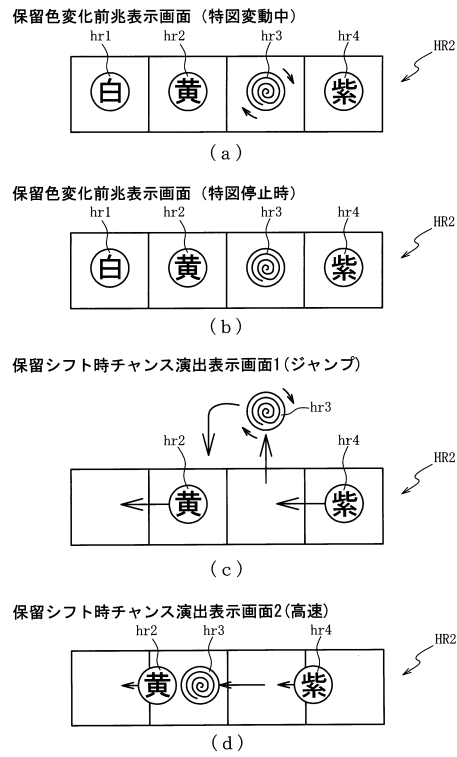 保留色変化前兆表示画面（特図変動中）
hr1 hr2 hr3 hr4 HR2
白 黄 紫
(a)
保留色変化前兆表示画面（特図停止時）
hr1 hr2 hr3 hr4 HR2
白 黄 紫
(b)
保留シフト時チャンス演出表示画面1(ジャンプ)
hr3
hr2 hr4 HR2
黄 紫
(c)
保留シフト時チャンス演出表示画面2(高速)
hr2 hr3 hr4 HR2
黄 紫
(d)